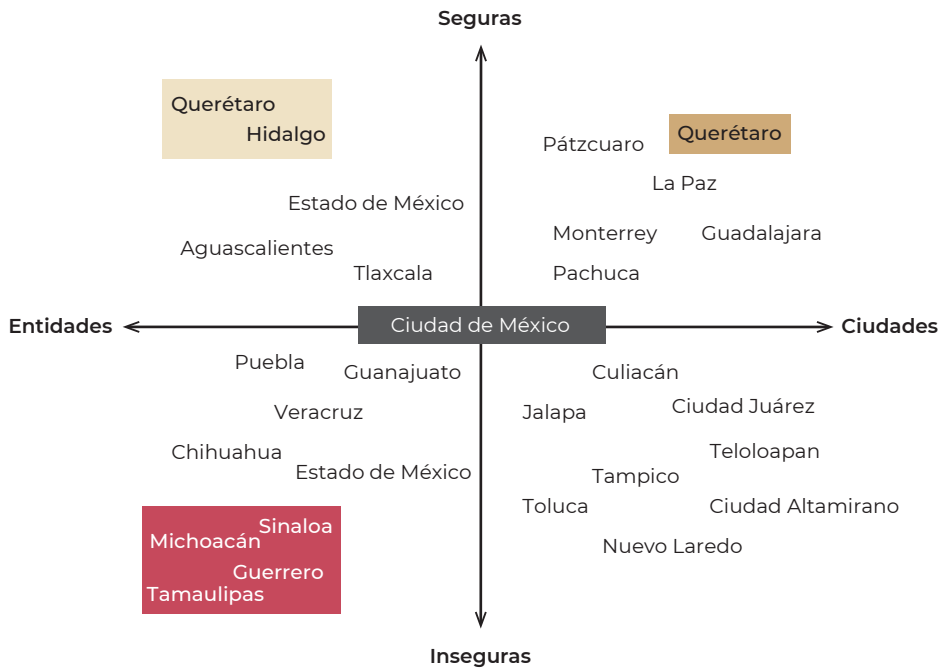 Seguras
Querétaro
Hidalgo
Pátzcuaro
Querétaro
La Paz
Estado de México
Monterrey
Guadalajara
Aguascalientes
Tlaxcala
Pachuca
Entidades
Ciudad de México
Ciudades
Puebla
Guanajuato
Culiacán
Veracruz
Jalapa
Ciudad Juárez
Chihuahua
Teloloapan
Estado de México
Tampico
Toluca
Ciudad Altamirano
Sinaloa
Michoacán
Nuevo Laredo
Guerrero
Tamaulipas
Inseguras